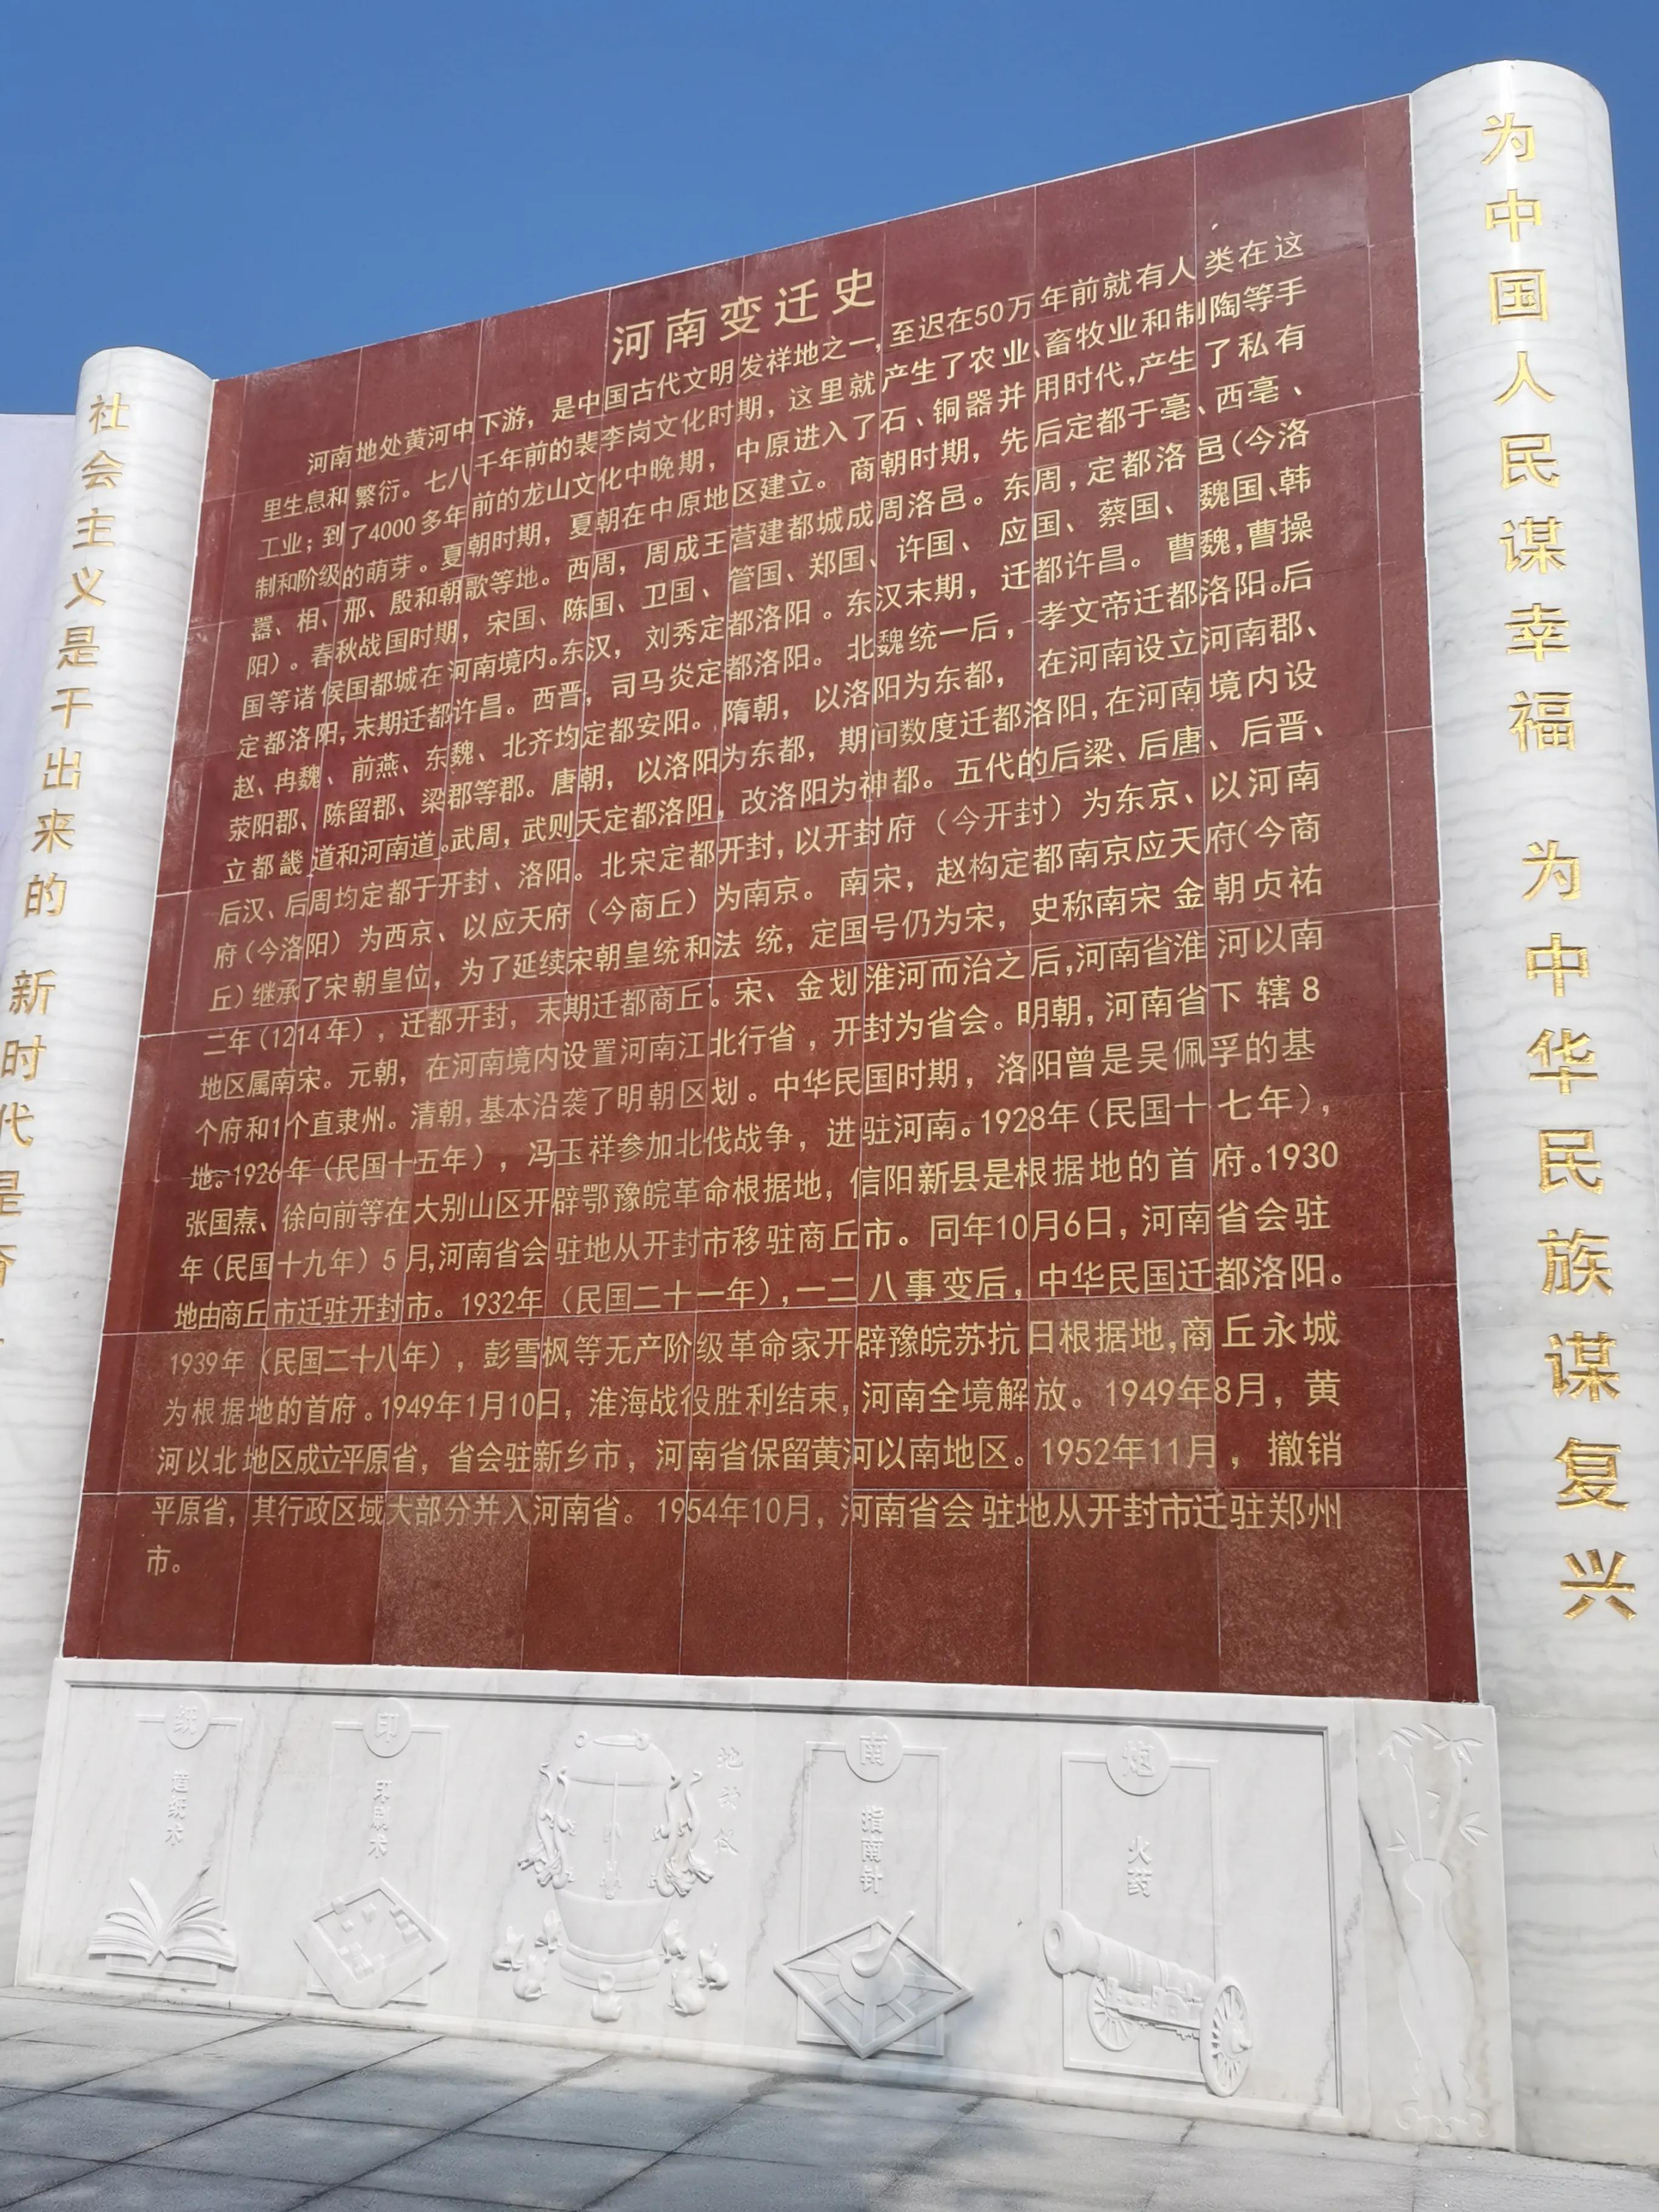 河南变迁史
河南地处黄河中下游，是中国古代文明发祥地之一，至迟在50万年前就有人类在这
里生息和繁衍。七八千年前的裴李岗文化时期，这里就产生了农业、畜牧业和制陶等手
工业；到了4000多年前的龙山文化中晚期，中原进入了石、铜器并用时代，产生了私有
制和阶级的萌芽。夏朝时期，夏朝在中原地区建立。商朝时期，先后定都于亳、西亳、
嚣、相、邢、殷和朝歌等地。西周，周成王营建都城成周洛邑。东周，定都洛邑（今洛
阳）。春秋战国时期，宋国、陈国、卫国、管国、郑国、许国、应国、蔡国、魏国、韩
国等诸侯国都城在河南境内。东汉，刘秀定都洛阳。东汉末期，迁都许昌。曹魏，曹操
定都洛阳，末期迁都许昌。西晋，司马炎定都洛阳。北魏统一后，孝文帝迁都洛阳。后
赵、冉魏、前燕、东魏、北齐均定都安阳。隋朝，以洛阳为东都，在河南设立河南郡、
荥阳郡、陈留郡、梁郡等郡。唐朝，以洛阳为东都，期间数度迁都洛阳，在河南境内设
立都畿道和河南道。武周，武则天定都洛阳，改洛阳为神都。五代的后梁、后唐、后晋、
后汉、后周均定都于开封、洛阳。北宋定都开封，以开封府（今开封）为东京、以河南
府（今洛阳）为西京、以应天府（今商丘）为南京。南宋，赵构定都南京应天府（今商
丘）继承了宋朝皇位，为了延续宋朝皇统和法统，定国号仍为宋，史称南宋 金朝贞祐
二年（1214年），迁都开封，末期迁都商丘。宋、金划淮河而治之后，河南省淮河以南
地区属南宋。元朝，在河南境内设置河南江北行省，开封为省会。明朝，河南省下辖8
个府和1个直隶州。清朝，基本沿袭了明朝区划。中华民国时期，洛阳曾是吴佩孚的基
地。1926年（民国十五年），冯玉祥参加北伐战争，进驻河南。1928年（民国十七年），
张国焘、徐向前等在大别山区开辟鄂豫皖革命根据地，信阳新县是根据地的首府。1930
年（民国十九年）5月，河南省会驻地从开封市移驻商丘市。同年10月6日，河南省会驻
地由商丘市迁驻开封市。1932年（民国二十一年），一二八事变后，中华民国迁都洛阳。
1939年（民国二十八年），彭雪枫等无产阶级革命家开辟豫皖苏抗日根据地，商丘永城
为根据地的首府。1949年1月10日，淮海战役胜利结束，河南全境解放。1949年8月，黄
河以北地区成立平原省，省会驻新乡市，河南省保留黄河以南地区。1952年11月，撤销
平原省，其行政区域大部分并入河南省。1954年10月，河南省会驻地从开封市迁驻郑州
市。
社会主义是干出来的 新时代是
为中国人民谋幸福 为中华民族谋复兴
纸
造纸术
印
印刷术
地动仪
南
指南针
炮
火药